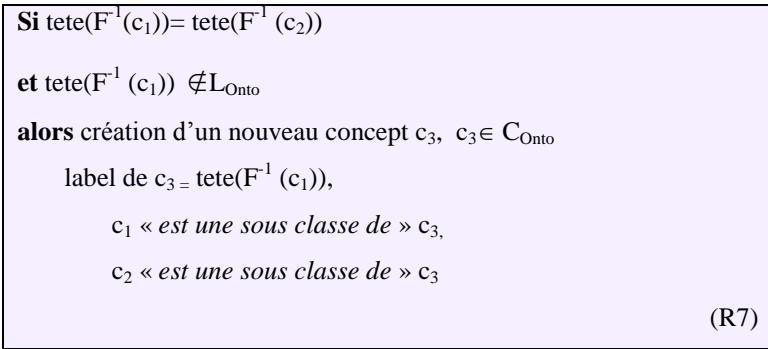 Si tete(F⁻¹(c₁))= tete(F⁻¹ (c₂))
et tete(F⁻¹ (c₁)) ∉L_Onto
alors création d'un nouveau concept c₃, c₃∈ C_Onto
label de c₃ = tete(F⁻¹ (c₁)),
c₁ « est une sous classe de » c₃,
c₂ « est une sous classe de » c₃
(R7)